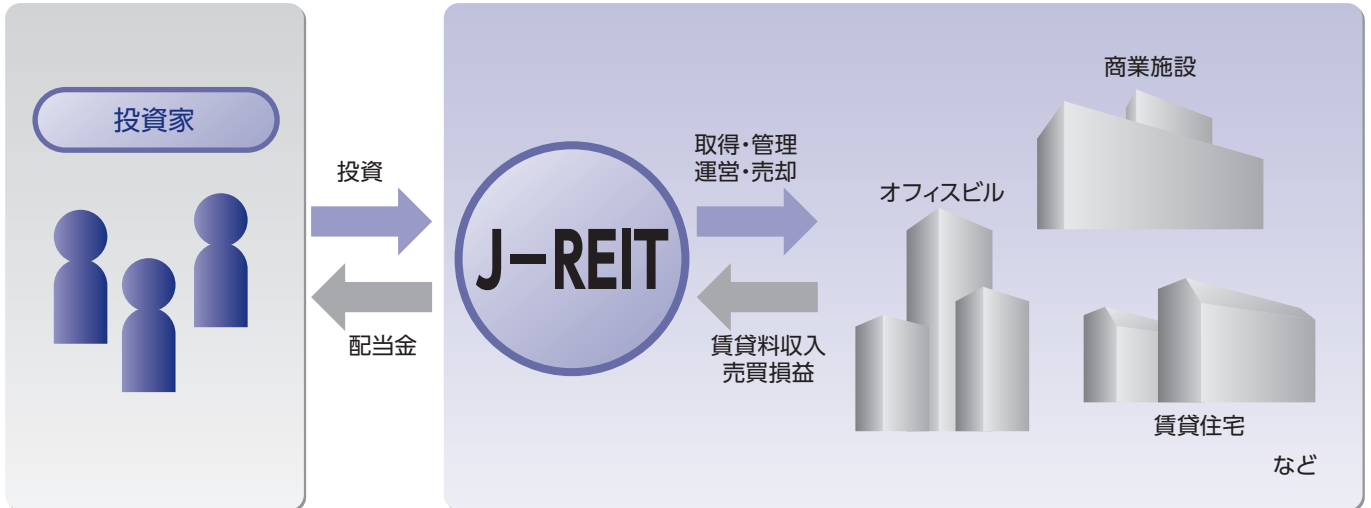 投資家
投資
配当金
J−REIT
取得・管理
運営・売却
賃貸料収入
売買損益
商業施設
オフィスビル
賃貸住宅
など